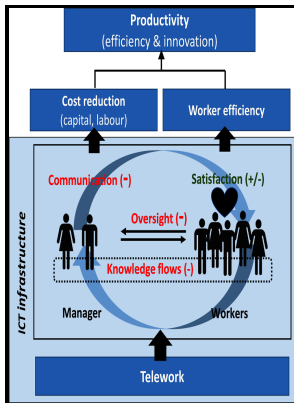 Productivity
(efficiency & innovation)
Cost reduction
(capital, labour)
Worker efficiency
ICT infrastructure
Communication (-)
Satisfaction (+/-)
Oversight (-)
Knowledge flows (-)
Manager
Workers
Telework